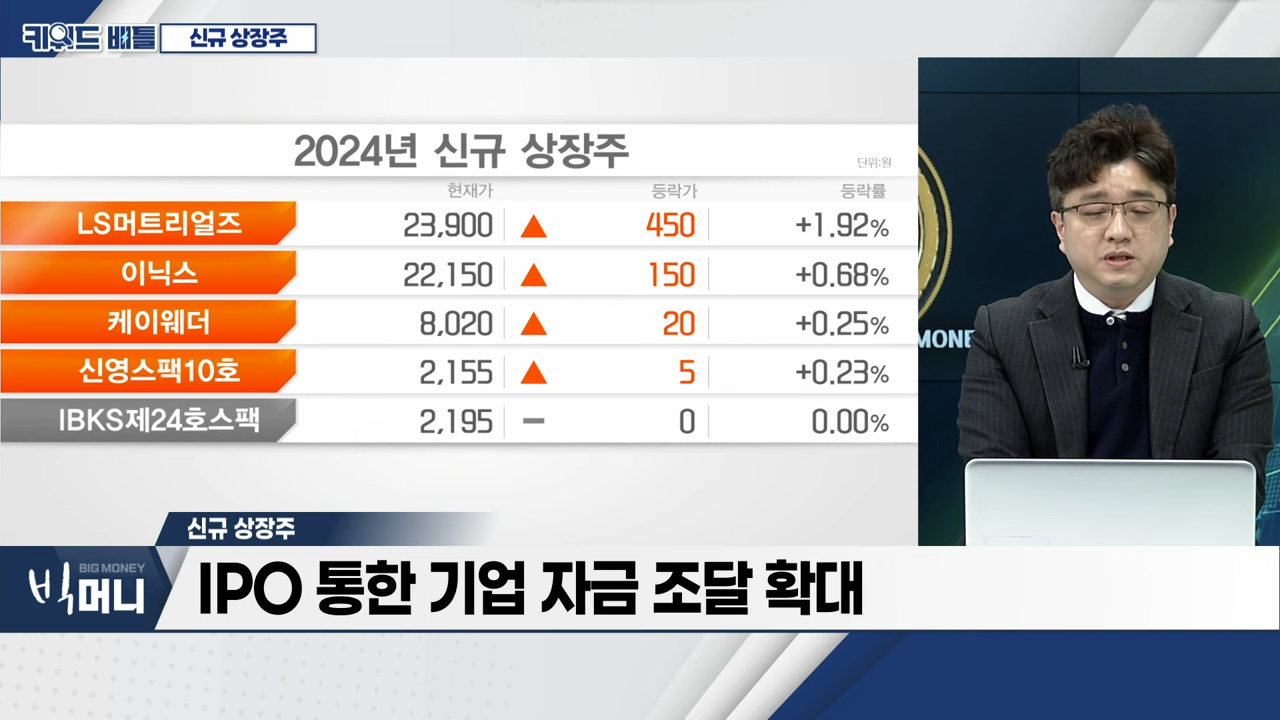 키워드 배틀 신규 상장주
2024년 신규 상장주
단위:원
현재가 등락가 등락률
LS머트리얼즈 23,900 ▲ 450 +1.92%
이닉스 22,150 ▲ 150 +0.68%
케이웨더 8,020 ▲ 20 +0.25%
신영스팩10호 2,155 ▲ 5 +0.23%
IBKS제24호스팩 2,195 - 0 0.00%
MONE
신규 상장주
BIG MONEY
빅머니
IPO 통한 기업 자금 조달 확대